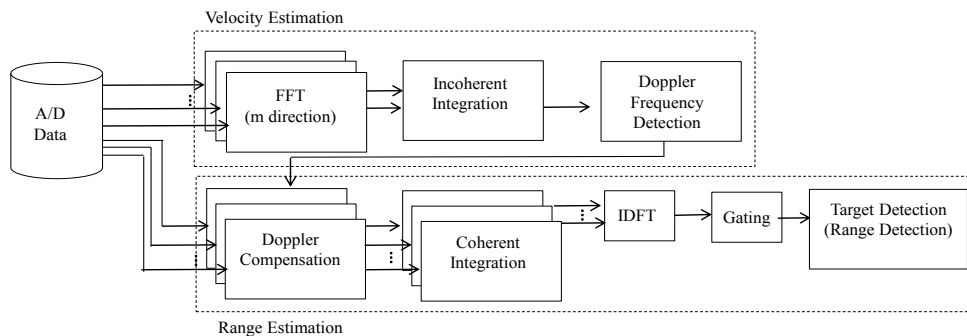 Velocity Estimation
A/D
Data
FFT
(m direction)
Incoherent
Integration
Doppler
Frequency
Detection
Doppler
Compensation
Coherent
Integration
IDFT
Gating
Target Detection
(Range Detection)
Range Estimation